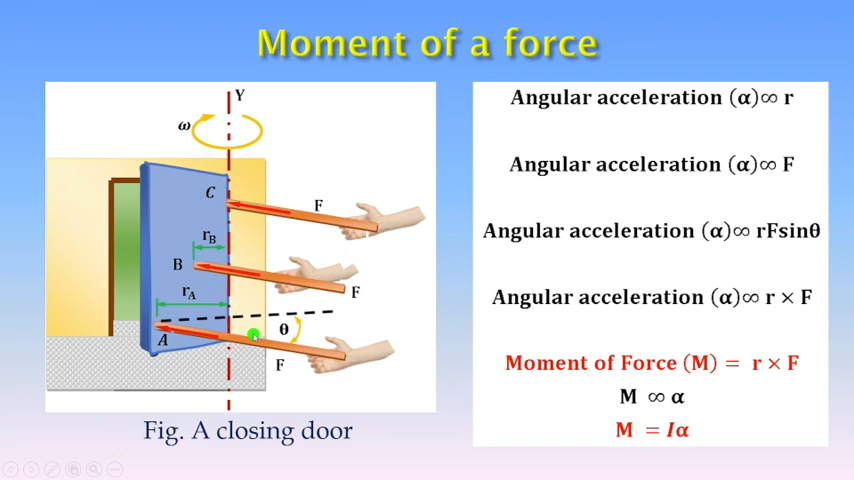 Moment of a force
Y
ω
C
F
r_B
B
F
r_A
θ
A
F
Fig. A closing door
Angular acceleration (α)∞ r
Angular acceleration (α)∞ F
Angular acceleration (α)∞ rFsinθ
Angular acceleration (α)∞ r × F
Moment of Force (M) = r × F
M ∞ α
M = Iα